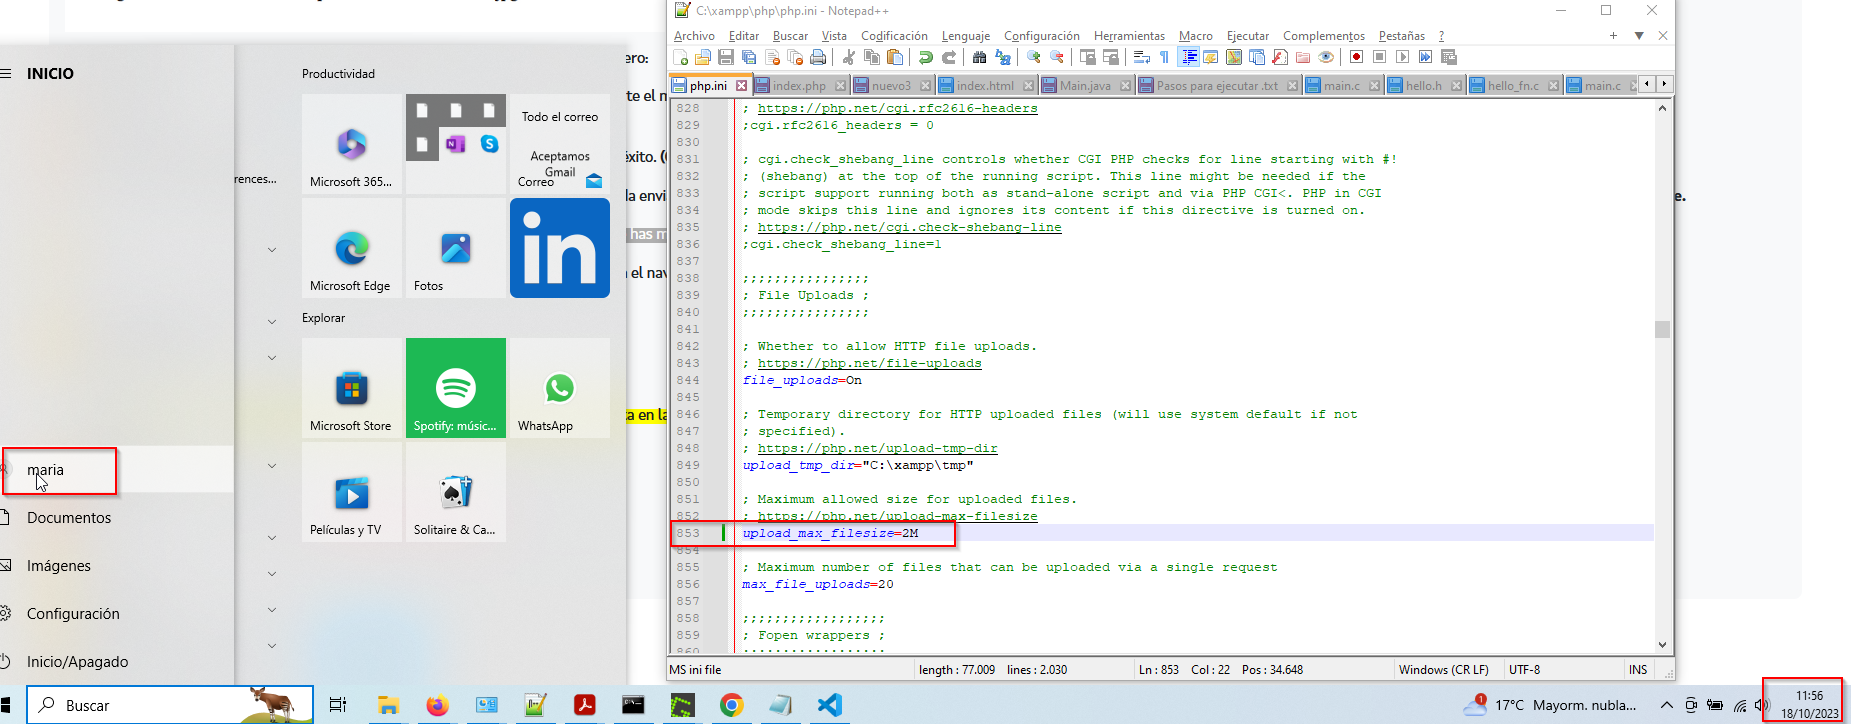 INICIO
maria
Documentos
Imágenes
Configuración
Inicio/Apagado
rences...
Productividad
Microsoft 365...
Todo el correo
Aceptamos
Gmail
Correo
Microsoft Edge
Fotos
in
Explorar
Microsoft Store
Spotify: músic...
WhatsApp
Películas y TV
Solitaire & Ca...
ero:
te el n
éxito. (
da envi
has m
n el nav
ta en la
e.
C:\xampp\php\php.ini - Notepad++
Archivo Editar Buscar Vista Codificación Lenguaje Configuración Herramientas Macro Ejecutar Complementos Pestañas ?
php.ini index.php nuevo3 index.html Main.java Pasos para ejecutar .txt main.c hello.h hello_fn.c main.c
828 ; https://php.net/cgi.rfc2616-headers
829 ;cgi.rfc2616_headers = 0
830
831 ; cgi.check_shebang_line controls whether CGI PHP checks for line starting with #!
832 ; (shebang) at the top of the running script. This line might be needed if the
833 ; script support running both as stand-alone script and via PHP CGI<. PHP in CGI
834 ; mode skips this line and ignores its content if this directive is turned on.
835 ; https://php.net/cgi.check-shebang-line
836 ;cgi.check_shebang_line=1
837
838 ;;;;;;;;;;;;;;;;
839 ; File Uploads ;
840 ;;;;;;;;;;;;;;;;
841
842 ; Whether to allow HTTP file uploads.
843 ; https://php.net/file-uploads
844 file_uploads=On
845
846 ; Temporary directory for HTTP uploaded files (will use system default if not
847 ; specified).
848 ; https://php.net/upload-tmp-dir
849 upload_tmp_dir="C:\xampp\tmp"
850
851 ; Maximum allowed size for uploaded files.
852 ; https://php.net/upload-max-filesize
853 upload_max_filesize=2M
854
855 ; Maximum number of files that can be uploaded via a single request
856 max_file_uploads=20
857
858 ;;;;;;;;;;;;;;;;;;
859 ; Fopen wrappers ;
860 ;;;;;;;;;;;;;;;;;;
MS ini file length : 77.009 lines : 2.030 Ln : 853 Col : 22 Pos : 34.648 Windows (CR LF) UTF-8 INS
Buscar
1
17°C Mayorm. nubla...
11:56
18/10/2023